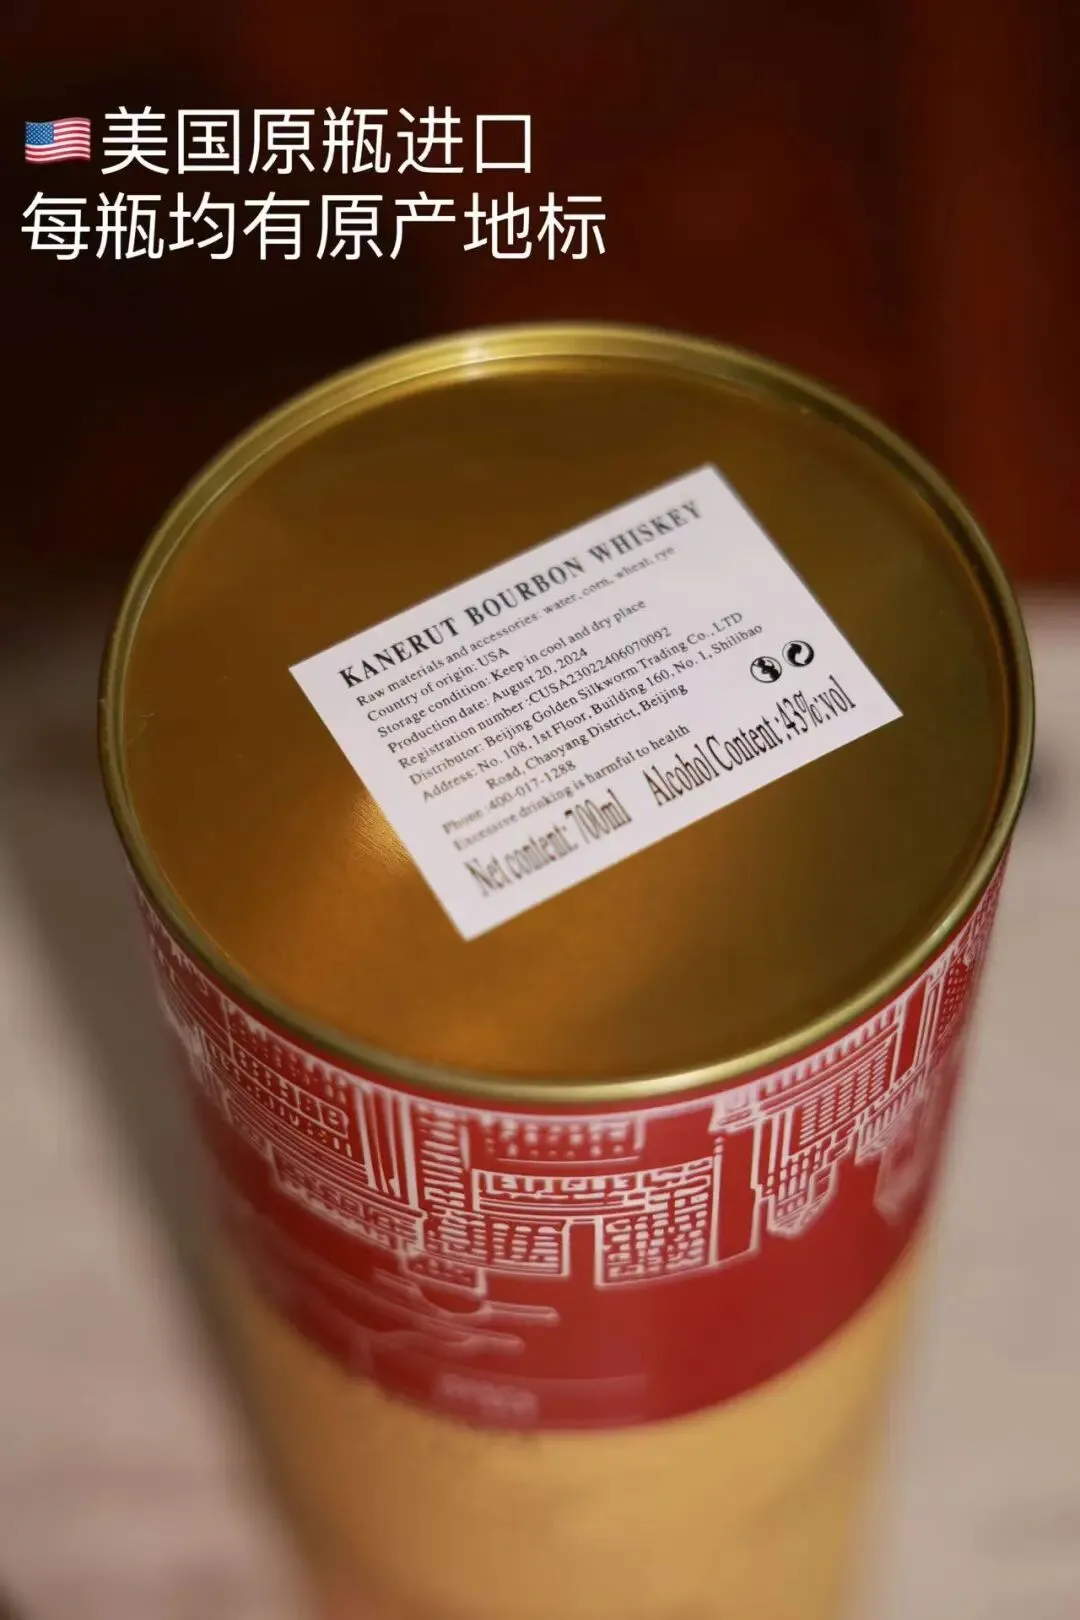 美国原瓶进口
每瓶均有原产地标
KANERUT BOURBON WHISKEY
Raw materials and accessories: water, corn, wheat, rye
Country of origin: USA
Storage condition: Keep in cool and dry place
Production date: August 20, 2024
Registration number :CUSA23022406070092
Distributor: Beijing Golden Silkworm Trading Co., LTD
Address: No. 108, 1st Floor, Building 160, No. 1, Shilibao
Road, Chaoyang District, Beijing
Phone :400-017-1288
Excessive drinking is harmful to health
Net content: 700ml Alcohol Content :43%vol